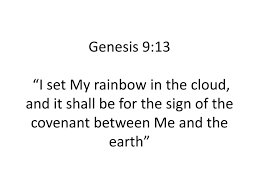 Genesis 9:13
“I set My rainbow in the cloud,
and it shall be for the sign of the
covenant between Me and the
earth”